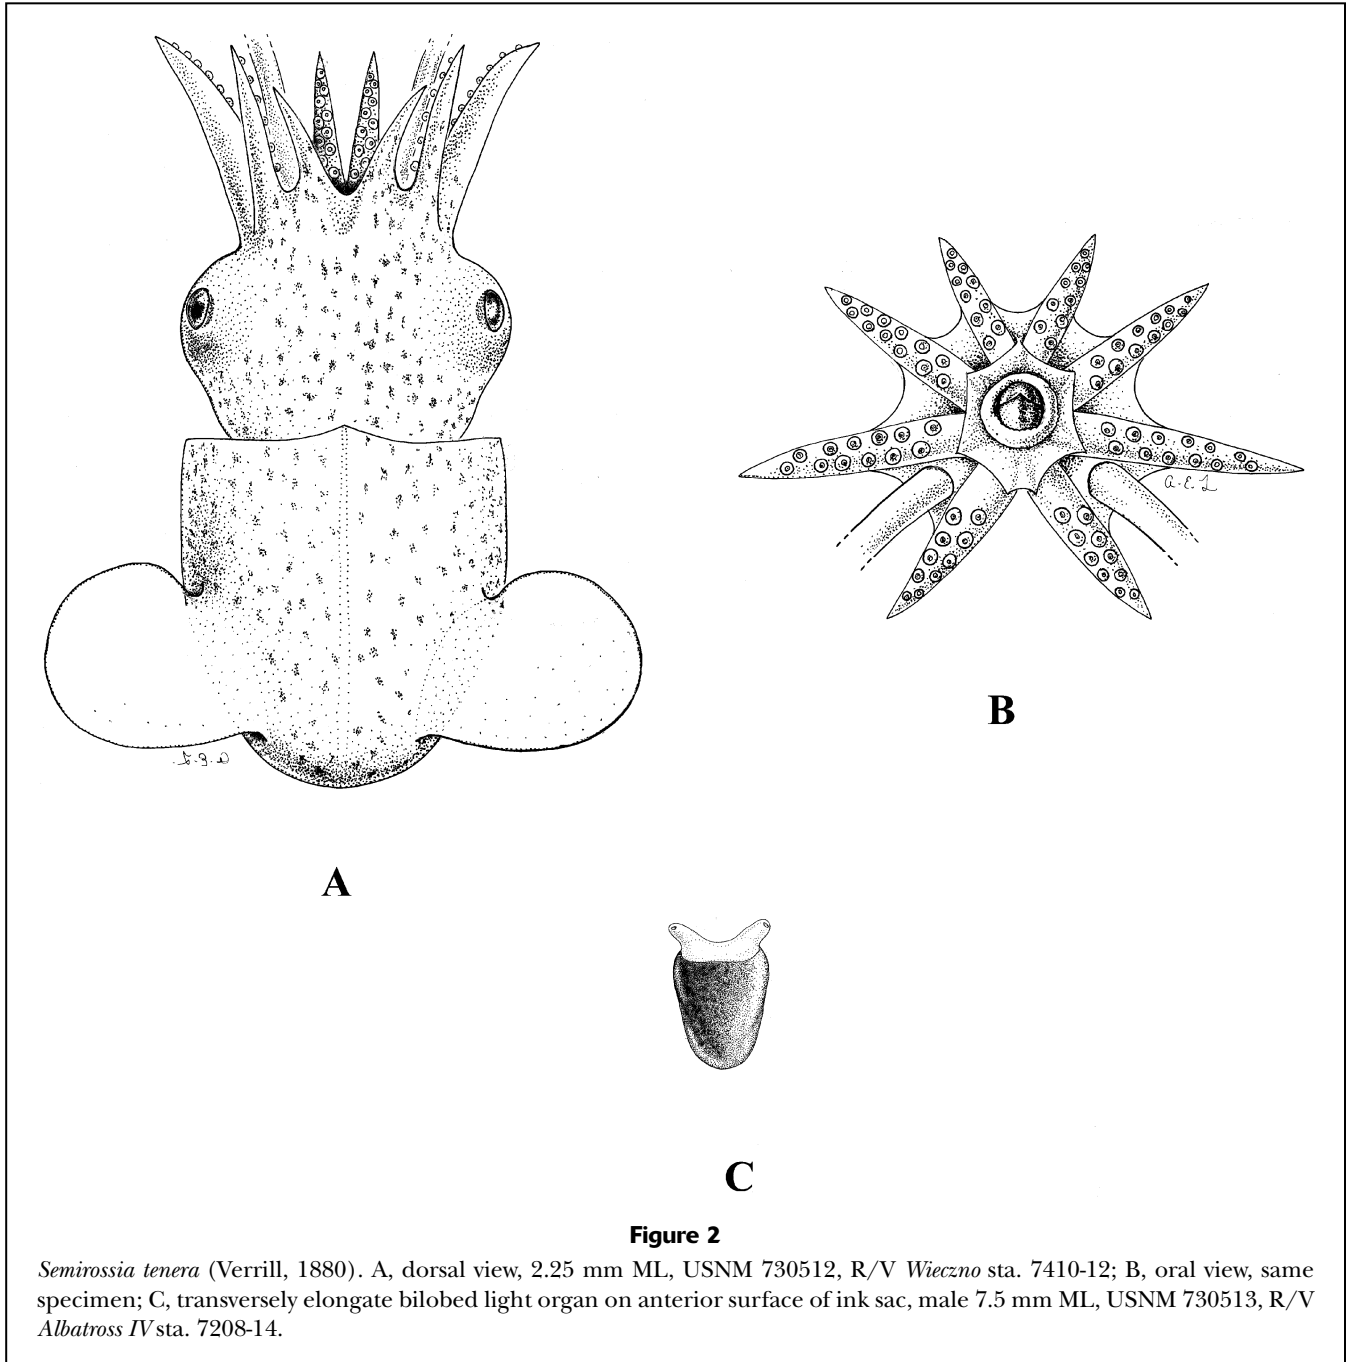 a.E.L
a.E.L.
A
B
C
Figure 2
Semirossia tenera (Verrill, 1880). A, dorsal view, 2.25 mm ML, USNM 730512, R/V Wieczno sta. 7410-12; B, oral view, same
specimen; C, transversely elongate bilobed light organ on anterior surface of ink sac, male 7.5 mm ML, USNM 730513, R/V
Albatross IV sta. 7208-14.